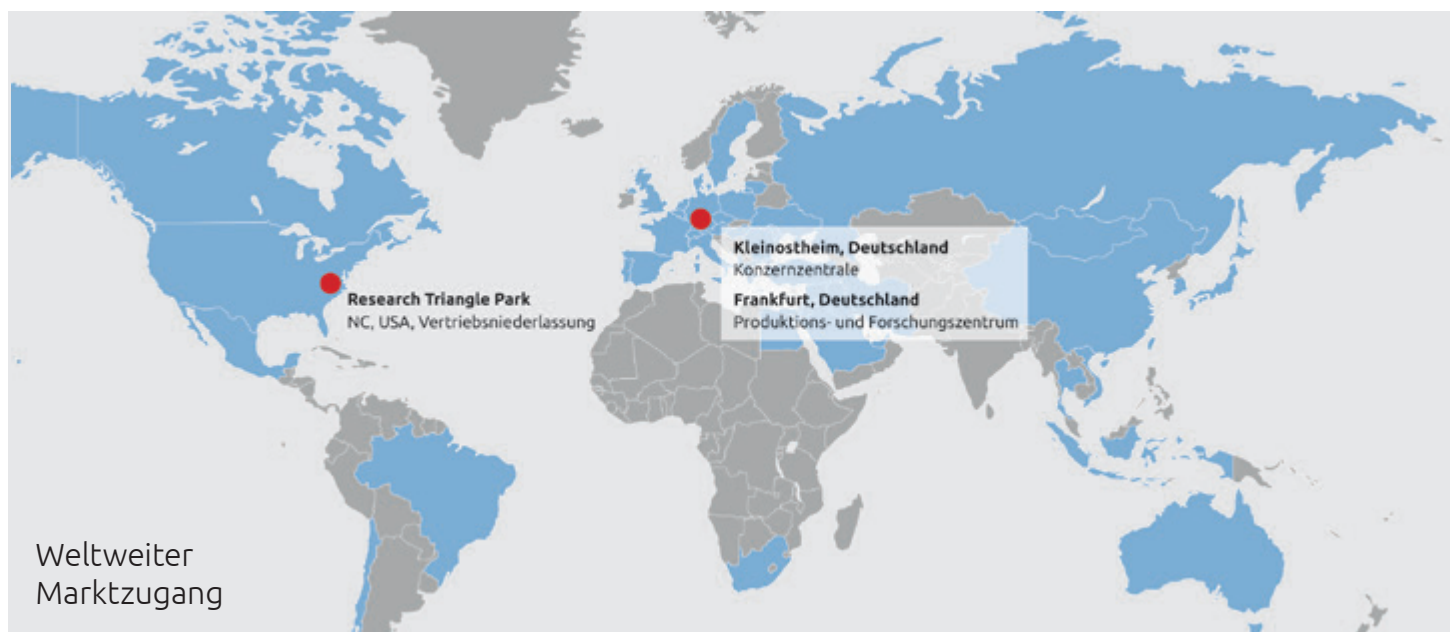 Kleinostheim, Deutschland
Konzernzentrale
Frankfurt, Deutschland
Produktions- und Forschungszentrum
Research Triangle Park
NC, USA, Vertriebsniederlassung
Weltweiter
Marktzugang